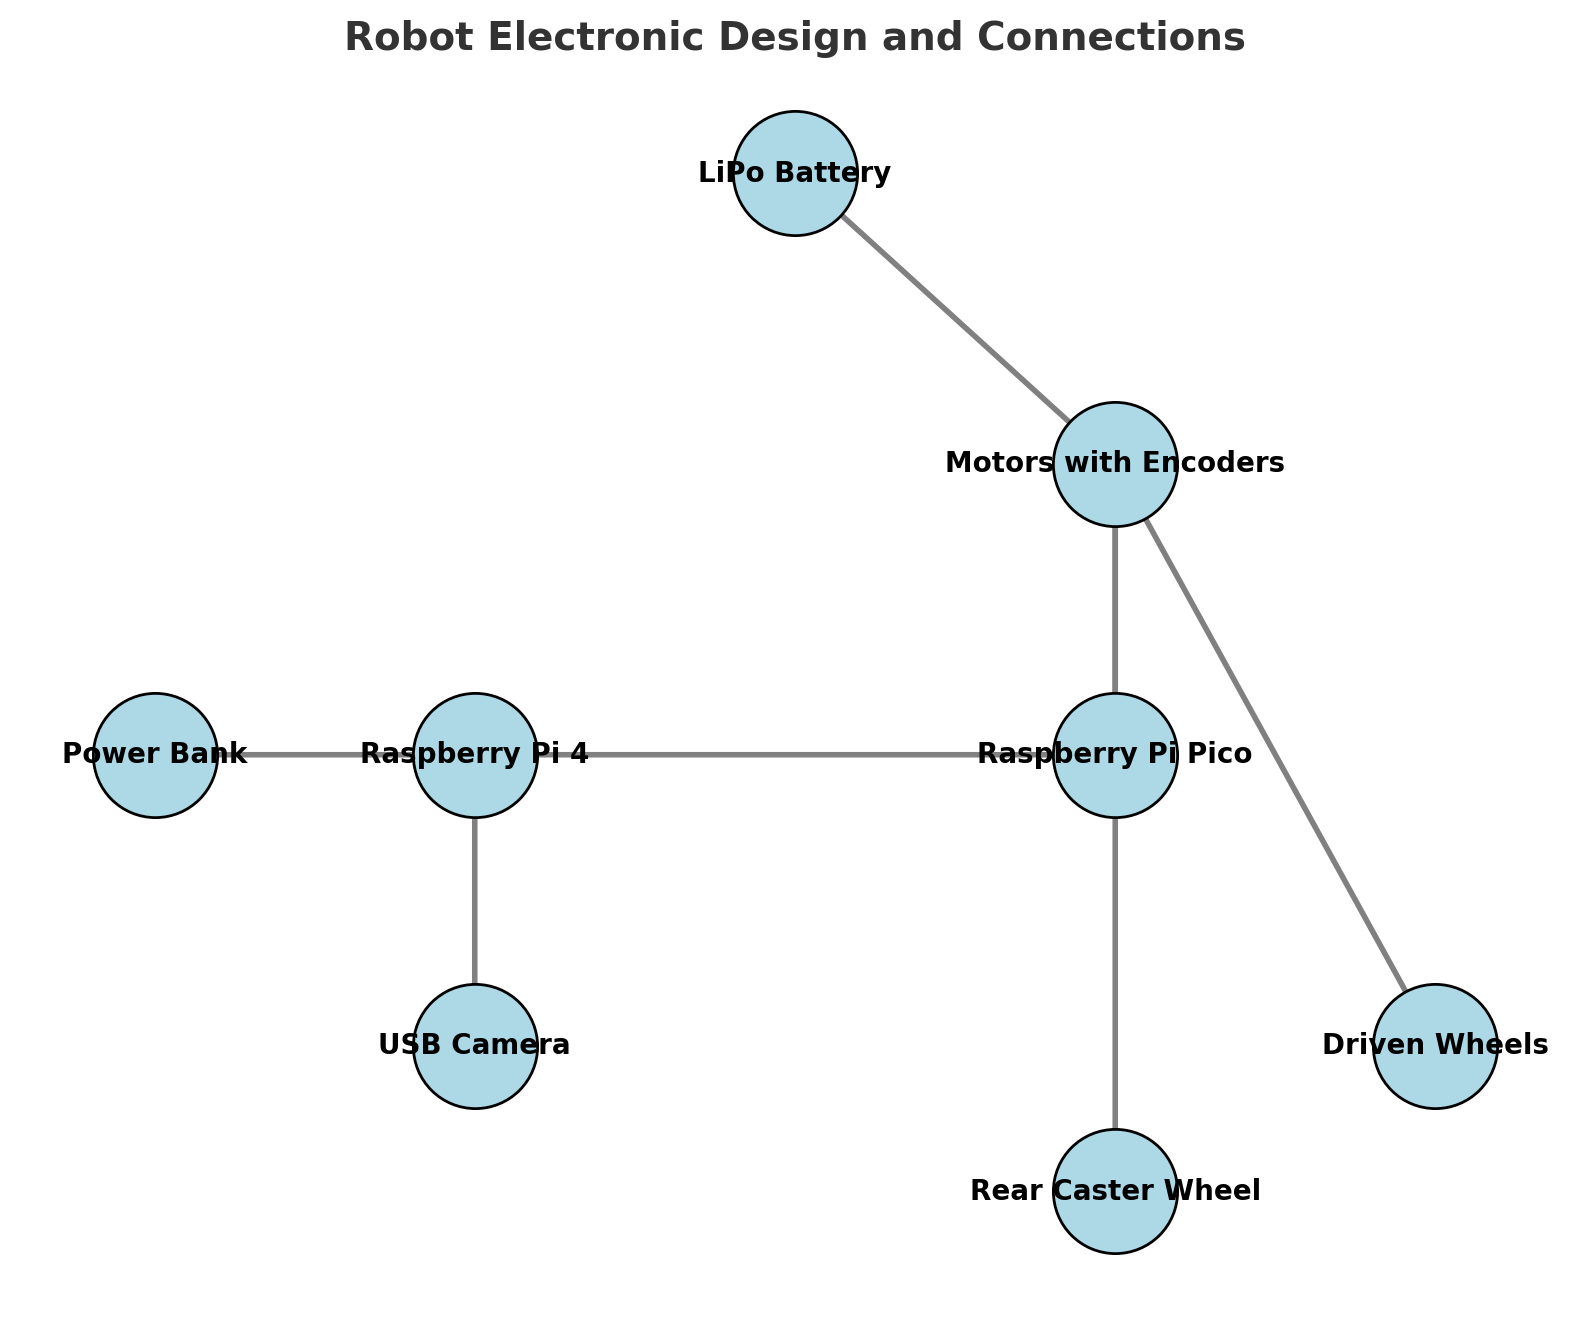 Robot Electronic Design and Connections
LiPo Battery
Motors with Encoders
Power Bank
Raspberry Pi 4
Raspberry Pi Pico
USB Camera
Driven Wheels
Rear Caster Wheel